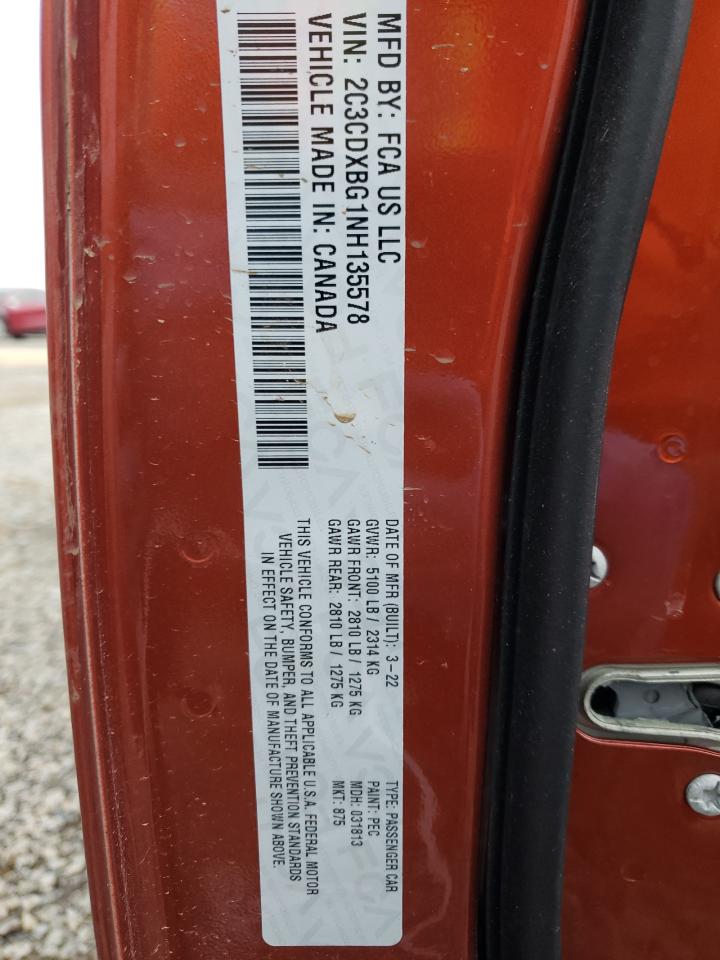 MFD BY: FCA US LLC
VIN: 2C3CDXBG1NH135578
VEHICLE MADE IN: CANADA
DATE OF MFR (BUILT): 3-22
GVWR: 5100 LB / 2314 KG
GAWR FRONT: 2810 LB / 1275 KG
GAWR REAR: 2810 LB / 1275 KG
THIS VEHICLE CONFORMS TO ALL APPLICABLE U.S.A. FEDERAL MOTOR
VEHICLE SAFETY, BUMPER, AND THEFT PREVENTION STANDARDS
IN EFFECT ON THE DATE OF MANUFACTURE SHOWN ABOVE.
TYPE: PASSENGER CAR
PAINT: PEC
MDH: 031813
MKT: 875